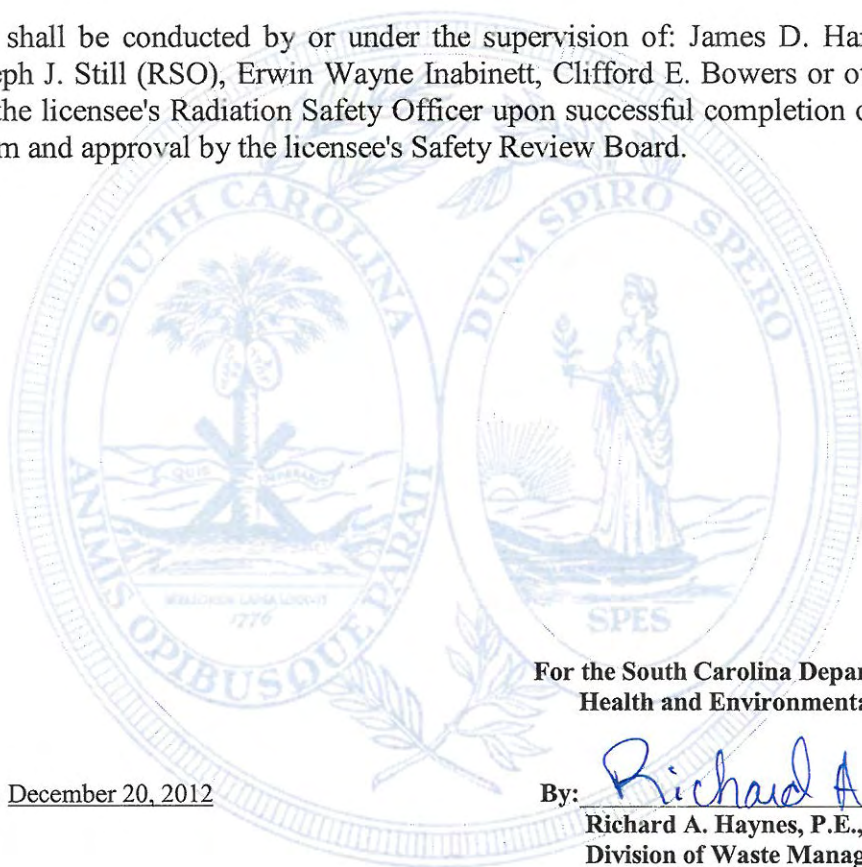 shall be conducted by or under the supervision of: James D. Ha
eph J. Still (RSO), Erwin Wayne Inabinett, Clifford E. Bowers or o
the licensee's Radiation Safety Officer upon successful completion
m and approval by the licensee's Safety Review Board.
SOUTH CAROLINA
DUM SPIRO SPERO
QUIS
ANIMIS OPIBUSQUE PARATI
1776
SPES
For the South Carolina Depar
Health and Environmenta
December 20, 2012
By: Richard A
Richard A. Haynes, P.E.,
Division of Waste Manag